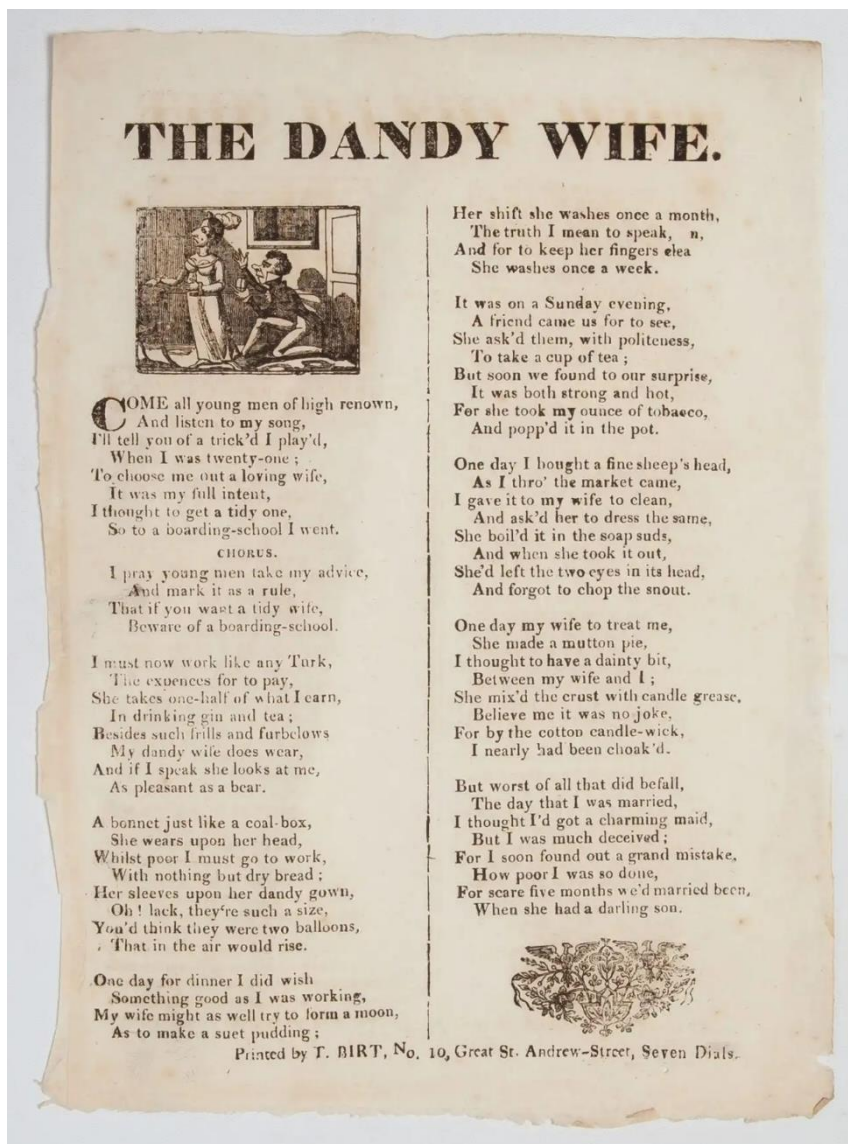 THE DANDY WIFE.
COME all young men of high renown,
And listen to my song,
I'll tell you of a trick'd I play'd,
When I was twenty-one ;
To choose me out a loving wife,
It was my full intent,
I thought to get a tidy one,
So to a boarding-school I went.
CHORUS.
I pray young men take my advice,
And mark it as a rule,
That if you want a tidy wife,
Beware of a boarding-school.
I must now work like any Turk,
The expences for to pay,
She takes one-half of what I earn,
In drinking gin and tea ;
Besides such frills and furbelows
My dandy wife does wear,
And if I speak she looks at me,
As pleasant as a bear.
A bonnet just like a coal-box,
She wears upon her head,
Whilst poor I must go to work,
With nothing but dry bread ;
Her sleeves upon her dandy gown,
Oh ! lack, they're such a size,
You'd think they were two balloons,
That in the air would rise.
One day for dinner I did wish
Something good as I was working,
My wife might as well try to form a moon,
As to make a suet pudding ;
Her shift she washes once a month,
The truth I mean to speak, n,
And for to keep her fingers clea
She washes once a week.
It was on a Sunday evening,
A friend came us for to see,
She ask'd them, with politeness,
To take a cup of tea ;
But soon we found to our surprise,
It was both strong and hot,
For she took my ounce of tobacco,
And popp'd it in the pot.
One day I bought a fine sheep's head,
As I thro' the market came,
I gave it to my wife to clean,
And ask'd her to dress the same,
She boil'd it in the soap suds,
And when she took it out,
She'd left the two eyes in its head,
And forgot to chop the snout.
One day my wife to treat me,
She made a mutton pie,
I thought to have a dainty bit,
Between my wife and I ;
She mix'd the crust with candle grease,
Believe me it was no joke,
For by the cotton candle-wick,
I nearly had been choak'd.
But worst of all that did befall,
The day that I was married,
I thought I'd got a charming maid,
But I was much deceived ;
For I soon found out a grand mistake,
How poor I was so done,
For scare five months we'd married been,
When she had a darling son.
Printed by T. BIRT, No. 10, Great St. Andrew-Street, Seven Dials.